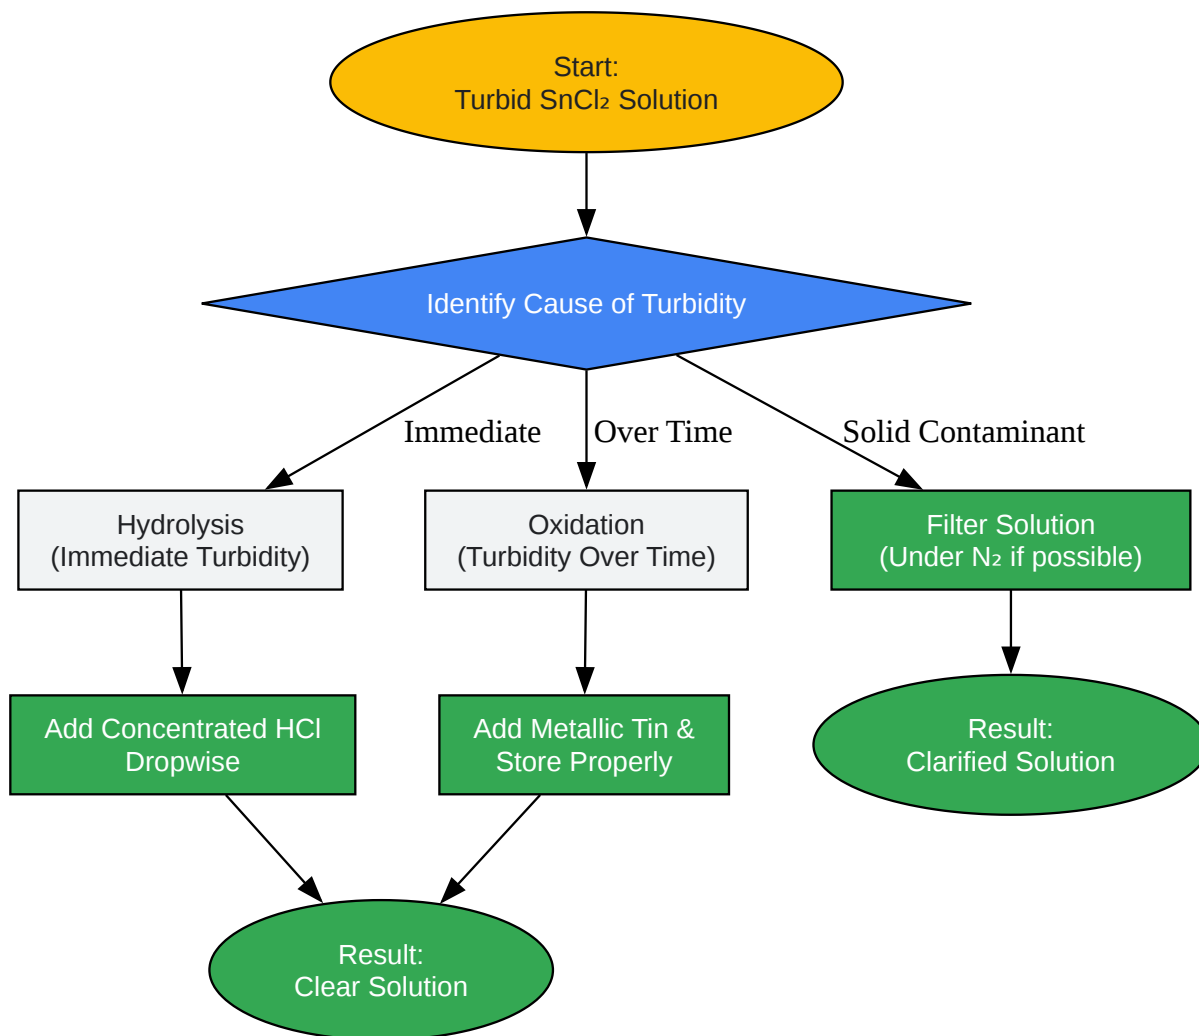 Start:
Turbid SnCl₂ Solution
Identify Cause of Turbidity
Immediate
Over Time
Solid Contaminant
Hydrolysis
(Immediate Turbidity)
Oxidation
(Turbidity Over Time)
Filter Solution
(Under N₂ if possible)
Add Concentrated HCl
Dropwise
Add Metallic Tin &
Store Properly
Result:
Clarified Solution
Result:
Clear Solution